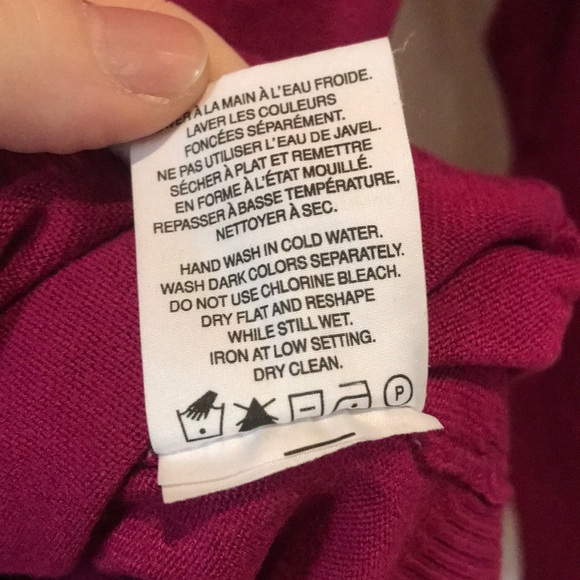 À LA MAIN À L'EAU FROIDE.
LAVER LES COULEURS
FONCÉES SÉPARÉMENT.
NE PAS UTILISER L'EAU DE JAVEL.
SÉCHER À PLAT ET REMETTRE
EN FORME À L'ÉTAT MOUILLÉ.
REPASSER À BASSE TEMPÉRATURE.
NETTOYER À SEC.
HAND WASH IN COLD WATER.
WASH DARK COLORS SEPARATELY.
DO NOT USE CHLORINE BLEACH.
DRY FLAT AND RESHAPE
WHILE STILL WET.
IRON AT LOW SETTING.
DRY CLEAN.
P